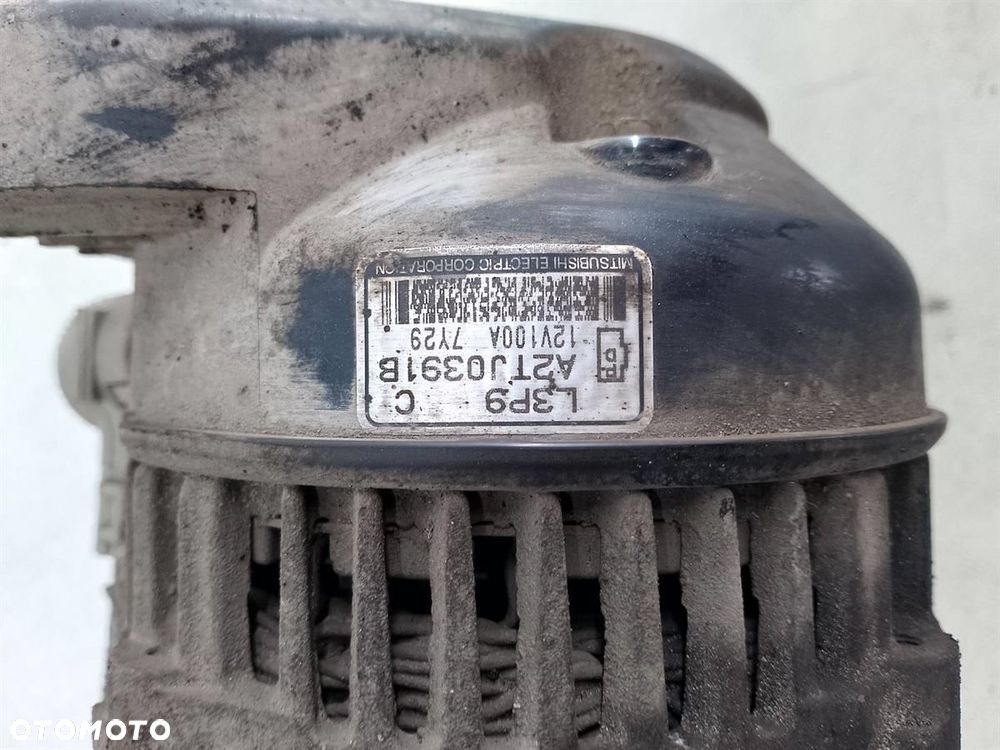 L3P9 C
A2TJ0391B
12V100A 7Y29
MITSUBISHI ELECTRIC CORPORATION
OTOMOTO